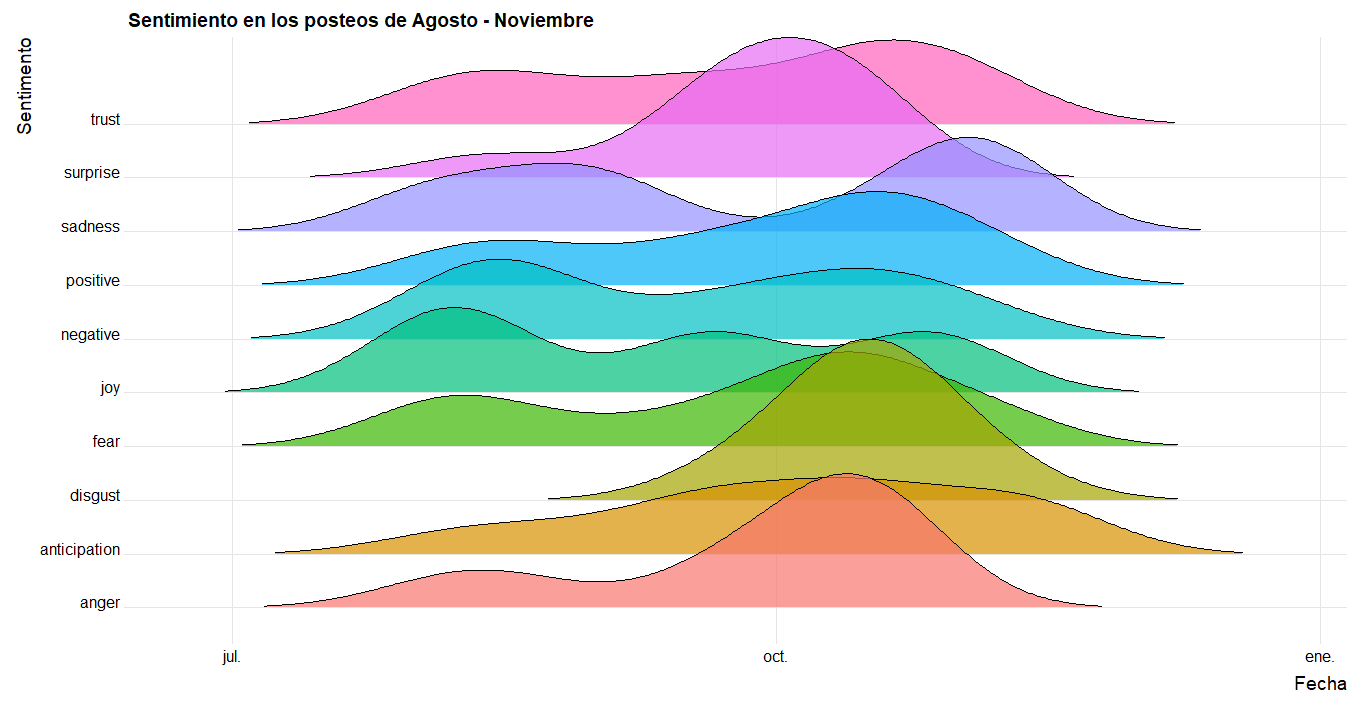 Sentimiento en los posteos de Agosto - Noviembre
Sentimento
trust
surprise
sadness
positive
negative
joy
fear
disgust
anticipation
anger
jul.
oct.
ene.
Fecha